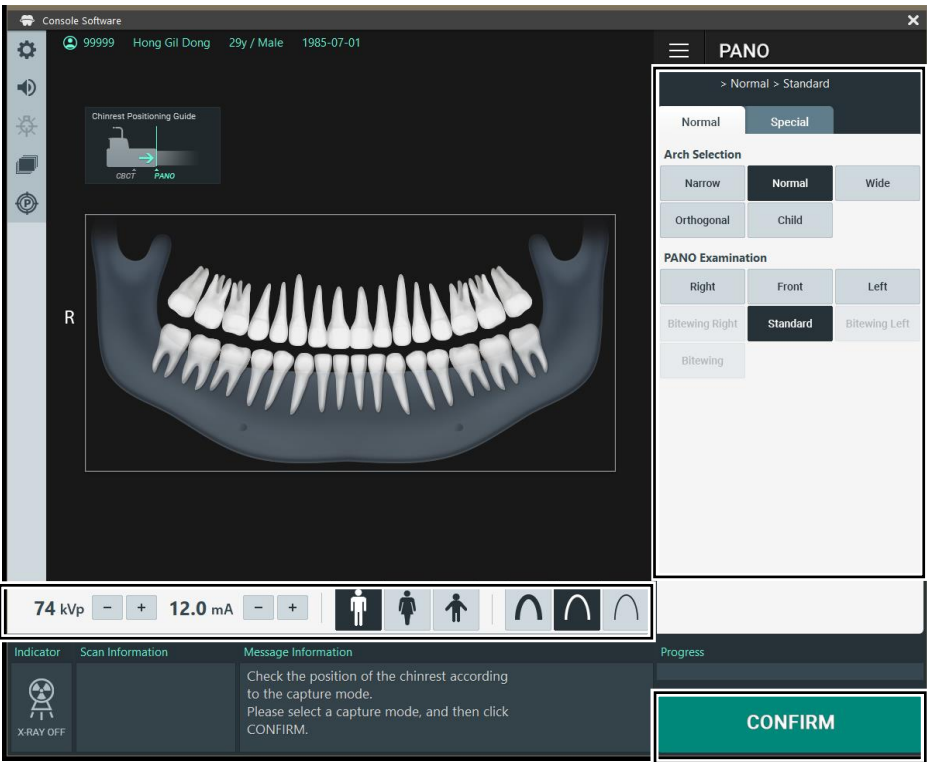 Console Software
99999 Hong Gil Dong 29y / Male 1985-07-01
PANO
> Normal > Standard
Normal Special
Arch Selection
Narrow Normal Wide
Orthogonal Child
PANO Examination
Right Front Left
Bitewing Right Standard Bitewing Left
Bitewing
Chinrest Positioning Guide
CBCT PANO
P
R
74 kVp - + 12.0 mA - +
Indicator Scan Information Message Information Progress
X-RAY OFF
Check the position of the chinrest according
to the capture mode.
Please select a capture mode, and then click
CONFIRM.
CONFIRM